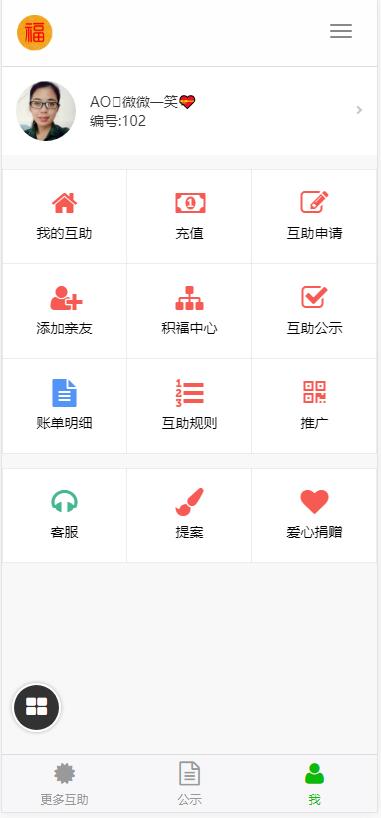 福
AO微微一笑
编号:102
我的互助
充值
互助申请
添加亲友
积福中心
互助公示
账单明细
互助规则
推广
客服
提案
爱心捐赠
更多互助
公示
我